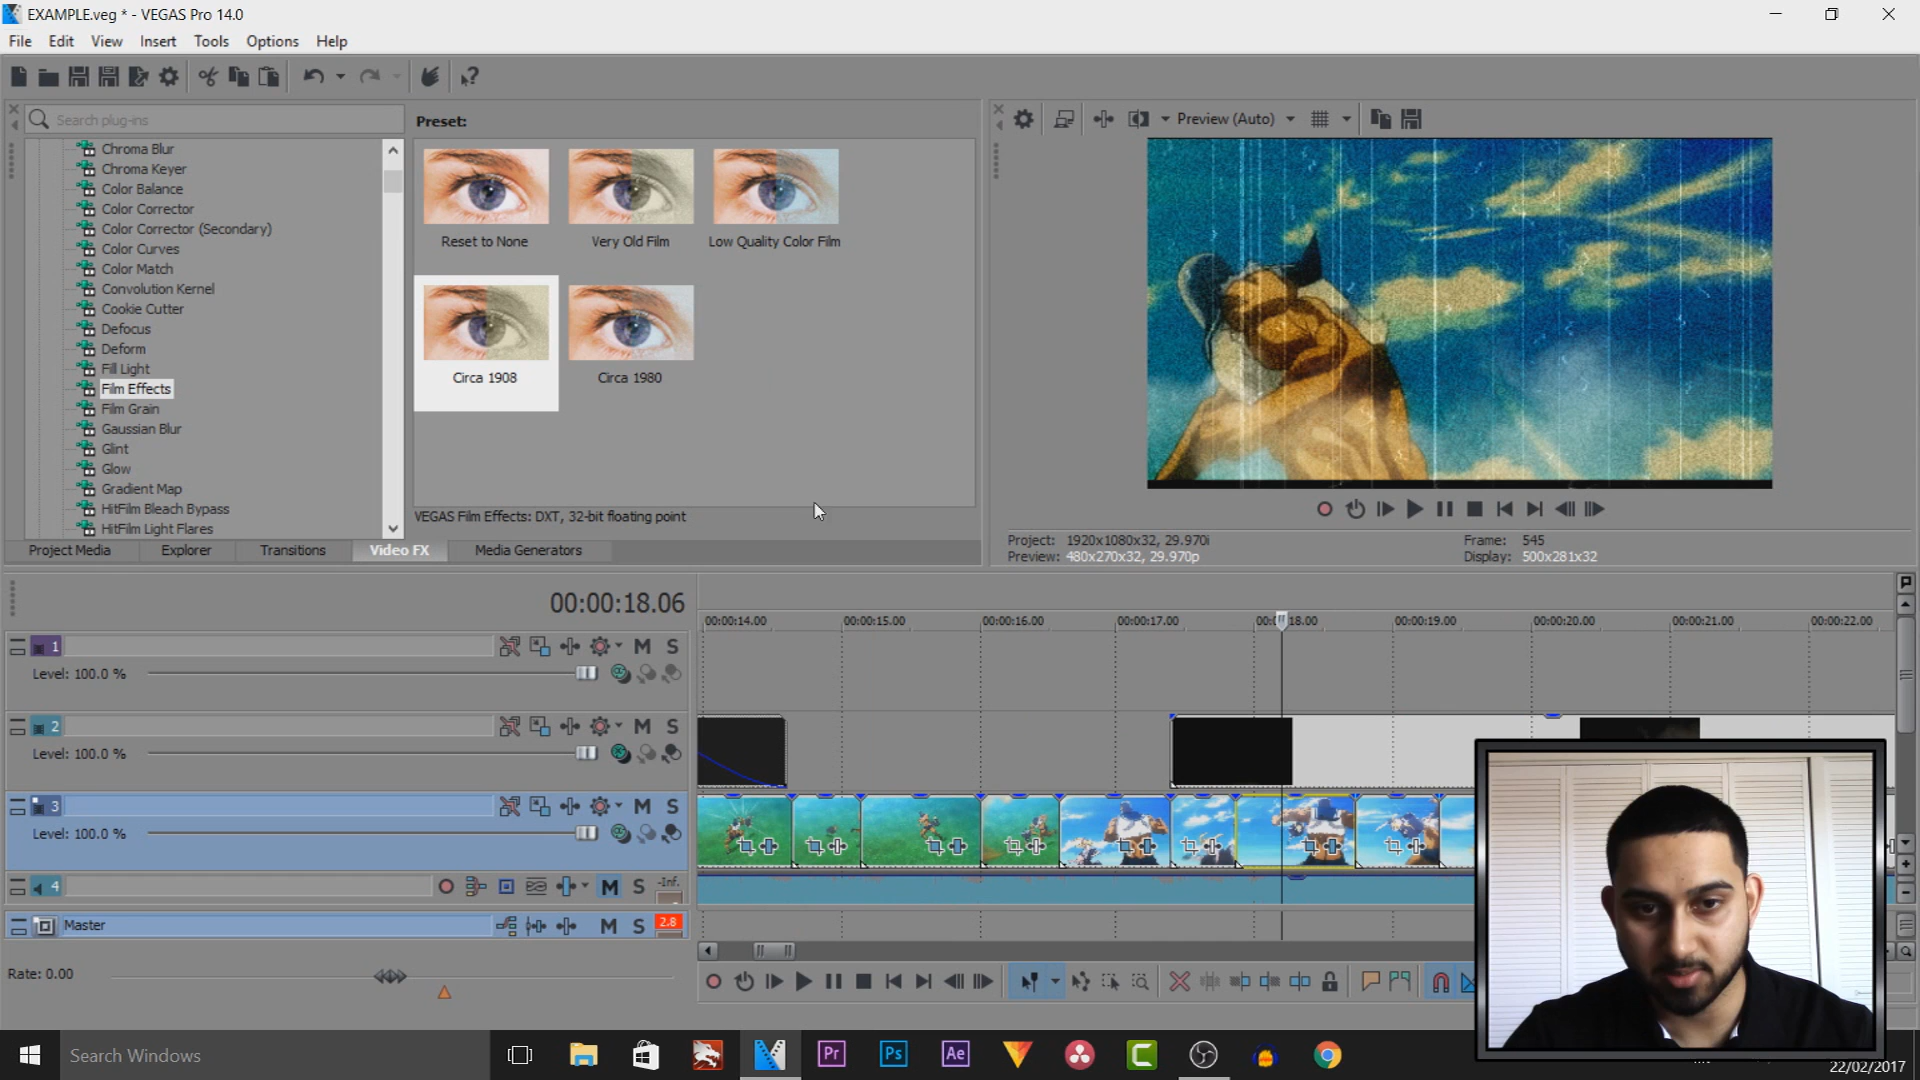 EXAMPLE.veg * - VEGAS Pro 14.0
File Edit View Insert Tools Options Help
Search plug-ins
Preset:
Preview (Auto)
Chroma Blur
Chroma Keyer
Color Balance
Color Corrector
Color Corrector (Secondary)
Color Curves
Color Match
Convolution Kernel
Cookie Cutter
Defocus
Deform
Fill Light
Film Effects
Film Grain
Gaussian Blur
Glint
Glow
Gradient Map
HitFilm Bleach Bypass
HitFilm Light Flares
Reset to None
Very Old Film
Low Quality Color Film
Circa 1908
Circa 1980
VEGAS Film Effects: DXT, 32-bit floating point
Project Media Explorer Transitions Video FX Media Generators
Project: 1920x1080x32, 29.970i
Preview: 480x270x32, 29.970p
Frame: 545
Display: 500x281x32
00:00:18.06
00:00:14.00 00:00:15.00 00:00:16.00 00:00:17.00 00:00:18.00 00:00:19.00 00:00:20.00 00:00:21.00 00:00:22.00
1 M S
Level: 100.0 %
2 M S
Level: 100.0 %
3 M S
Level: 100.0 %
4 M S -Inf.
Master M S 2.8
Rate: 0.00
Search Windows
Pr Ps Ae
22/02/2017